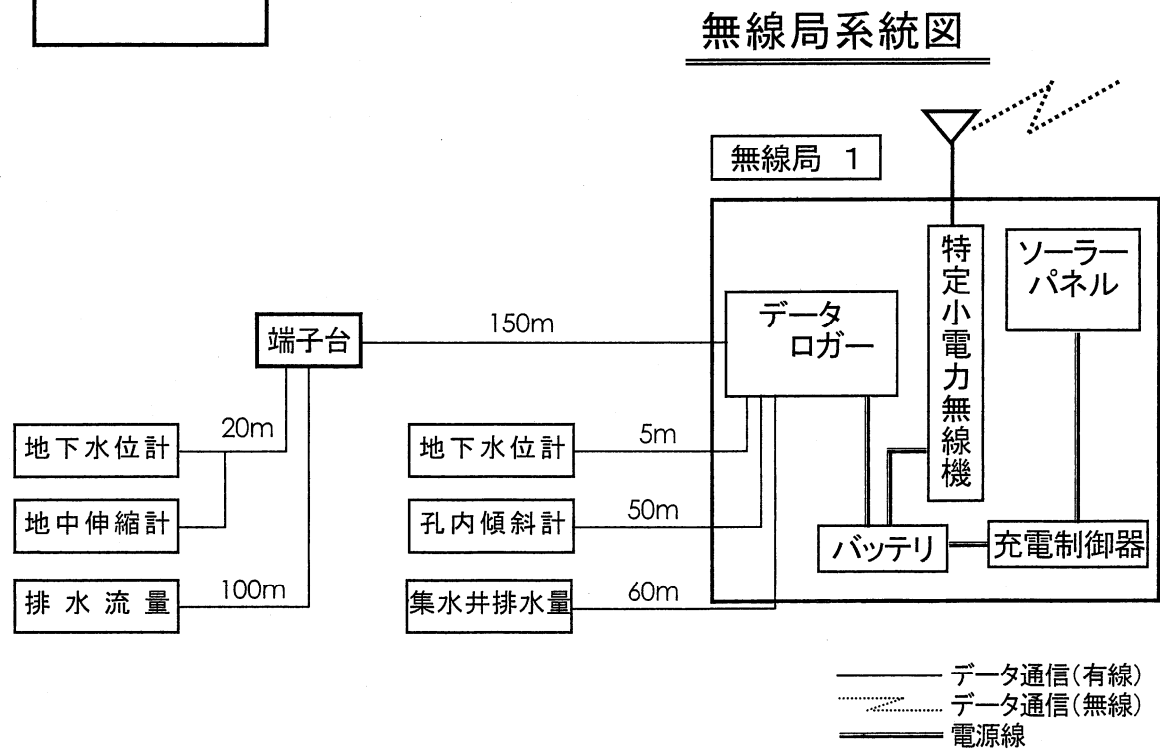 無線局系統図
無線局 1
特定小電力無線機
ソーラー
パネル
データ
ロガー
端子台
150m
地下水位計
20m
地中伸縮計
排水流量
100m
地下水位計
5m
孔内傾斜計
50m
集水井排水量
60m
バッテリ
充電制御器
データ通信(有線)
データ通信(無線)
電源線